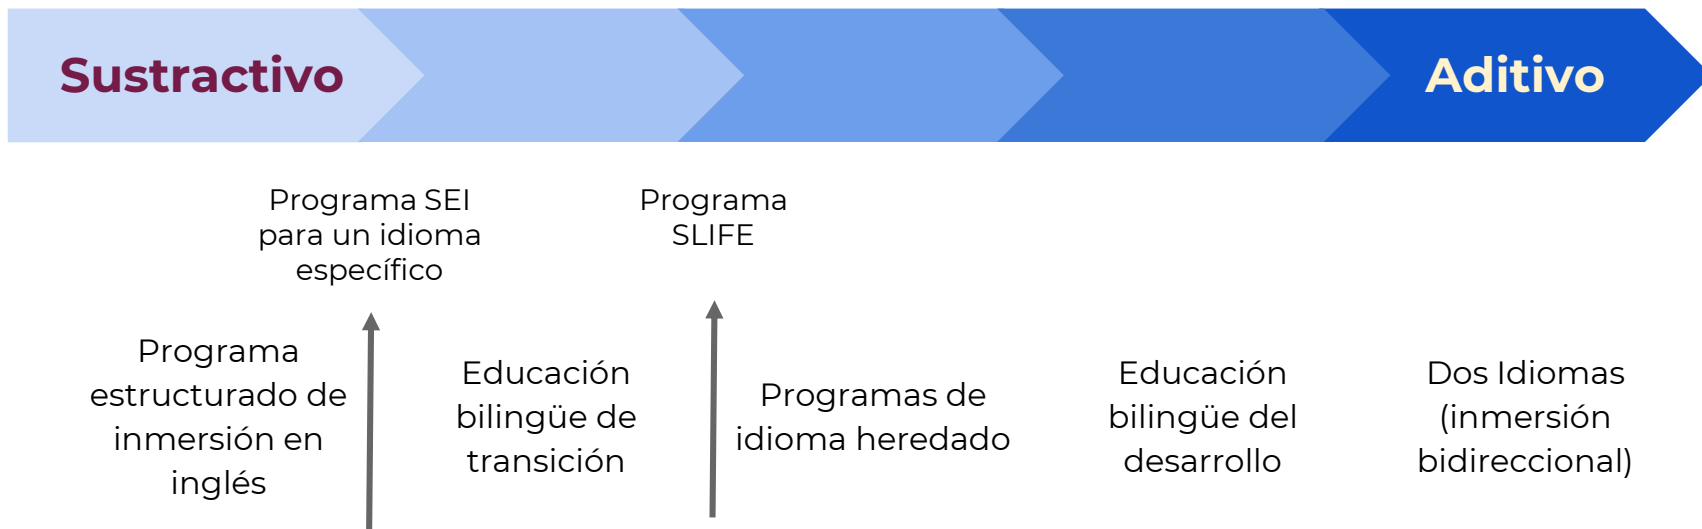 Sustractivo
Aditivo
Programa SEI
para un idioma
específico
Programa
SLIFE
Programa
estructurado de
inmersión en
inglés
Educación
bilingüe de
transición
Programas de
idioma heredado
Educación
bilingüe del
desarrollo
Dos Idiomas
(inmersión
bidireccional)